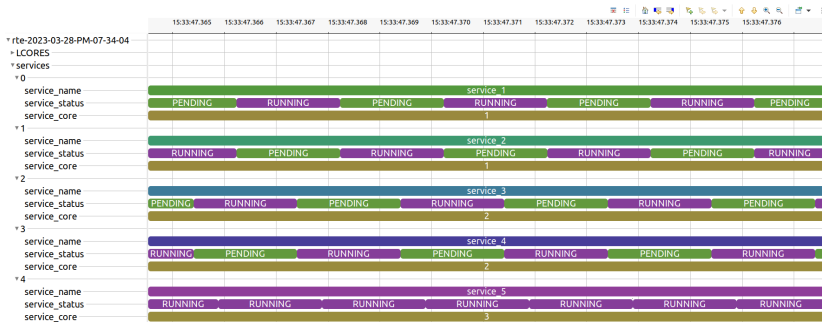 15:33:47.365 15:33:47.366 15:33:47.367 15:33:47.368 15:33:47.369 15:33:47.370 15:33:47.371 15:33:47.372 15:33:47.373 15:33:47.374 15:33:47.375 15:33:47.376
rte-2023-03-28-PM-07-34-04
LCORES
services
0
service_name service_1
service_status PENDING RUNNING PENDING RUNNING PENDING RUNNING PENDING
service_core 1
1
service_name service_2
service_status RUNNING PENDING RUNNING PENDING RUNNING PENDING RUNNING
service_core 1
2
service_name service_3
service_status PENDING RUNNING PENDING RUNNING PENDING RUNNING PENDING
service_core 2
3
service_name service_4
service_status RUNNING PENDING RUNNING PENDING RUNNING PENDING RUNNING
service_core 2
4
service_name service_5
service_status RUNNING RUNNING RUNNING RUNNING RUNNING RUNNING RUNNING
service_core 3